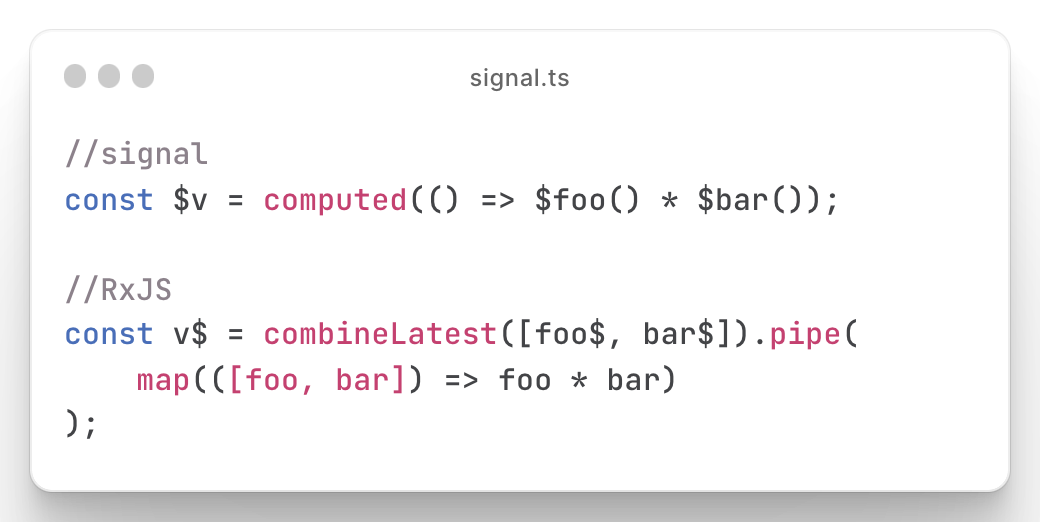 signal.ts
//signal
const $v = computed(() => $foo() * $bar());
//RxJS
const v$ = combineLatest([foo$, bar$]).pipe(
    map(([foo, bar]) => foo * bar)
);